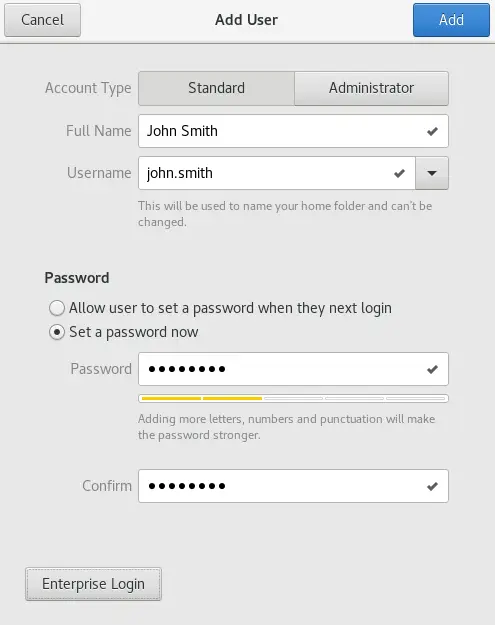 Cancel Add User Add
Account Type Standard Administrator
Full Name John Smith
Username john.smith
This will be used to name your home folder and can't be
changed.
Password
Allow user to set a password when they next login
Set a password now
Password ●●●●●●●●
Adding more letters, numbers and punctuation will make
the password stronger.
Confirm ●●●●●●●●
Enterprise Login